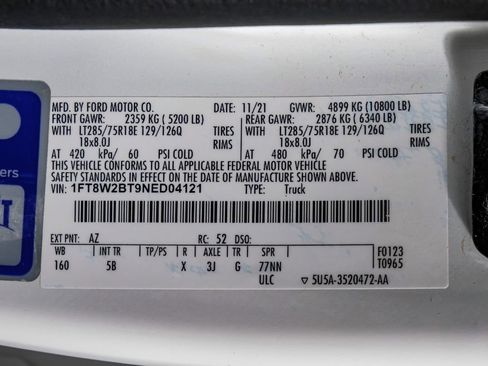 MFD. BY FORD MOTOR CO. 11/21 GVWR: 4899 KG (10800 LB)
FRONT GAWR: 2359 KG ( 5200 LB) REAR GAWR: 2876 KG ( 6340 LB)
WITH LT285/75R18E 129/126Q TIRES WITH LT285/75R18E 129/126Q TIRES
18x8.0J RIMS 18x8.0J RIMS
AT 420 kPa/ 60 PSI COLD AT 480 kPa/ 70 PSI COLD
THIS VEHICLE CONFORMS TO ALL APPLICABLE FEDERAL MOTOR VEHICLE
SAFETY STANDARDS IN EFFECT ON THE DATE OF MANUFACTURE SHOWN ABOVE.
VIN: 1FT8W2BT9NED04121 TYPE: Truck
EXT PNT: AZ RC: 52 DSO:
WB INT TR TP/PS R AXLE TR SPR F0123
160 5B X 3J G 77NN T0965
ULC ▽ 5U5A-3520472-AA